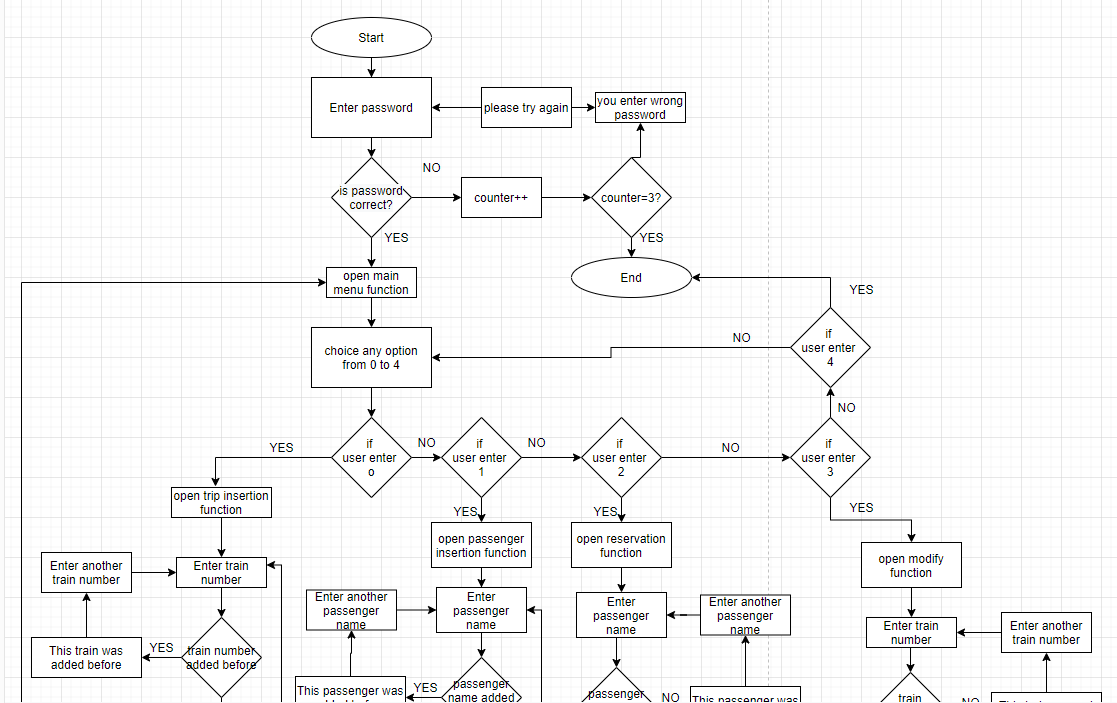 Start
Enter password
please try again
you enter wrong
password
NO
is password
correct?
counter++
counter=3?
YES
YES
open main
menu function
End
YES
choice any option
from 0 to 4
NO
if
user enter
4
NO
YES
if
user enter
o
NO
if
user enter
1
NO
if
user enter
2
NO
if
user enter
3
open trip insertion
function
YES
YES
YES
open passenger
insertion function
open reservation
function
open modify
function
Enter another
train number
Enter train
number
Enter another
passenger
name
Enter
passenger
name
Enter
passenger
name
Enter another
passenger
name
Enter train
number
Enter another
train number
This train was
added before
YES
train number
added before
This passenger was
YES
passenger
name added
passenger
NO
This passenger was
train
NO